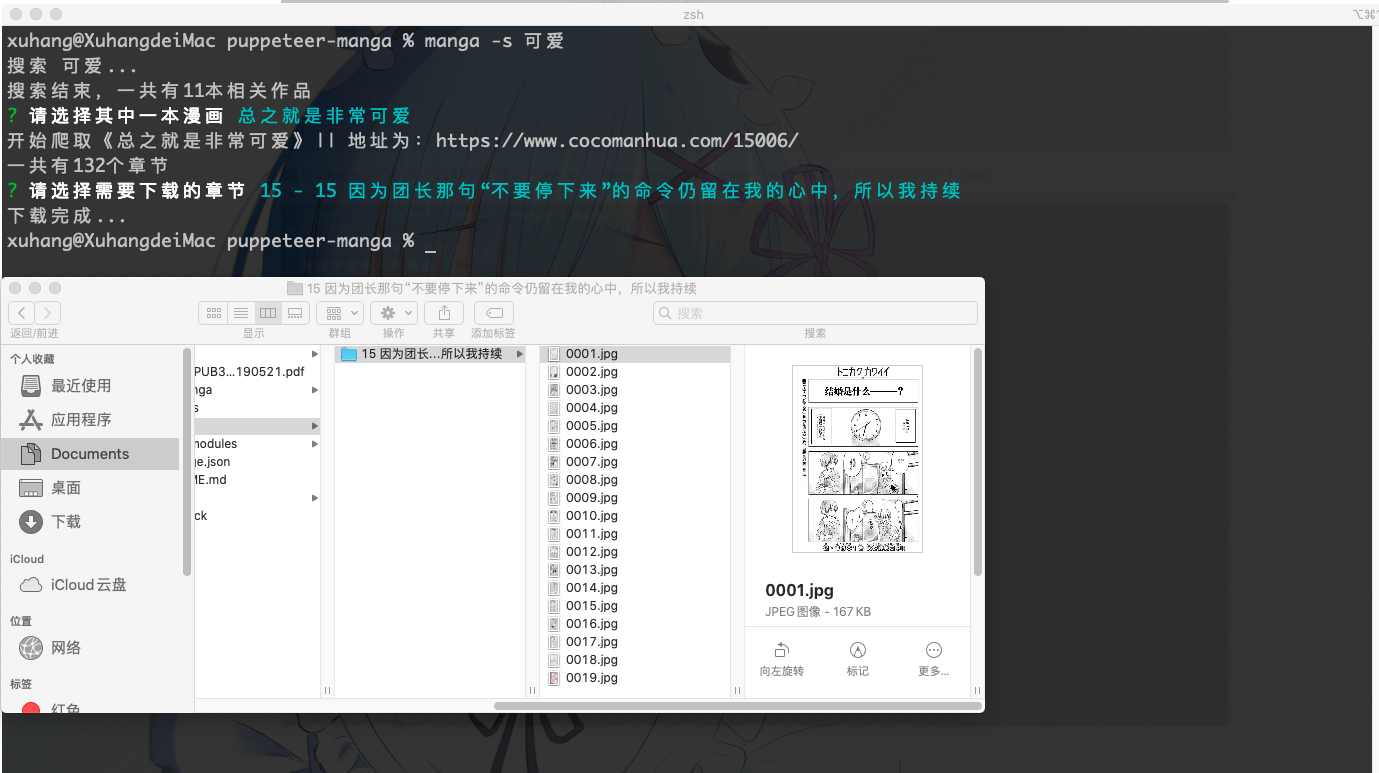 zsh
⌥⌘
xuhang@XuhangdeiMac puppeteer-manga % manga -s 可爱
搜索 可爱...
搜索结束，一共有11本相关作品
? 请选择其中一本漫画 总之就是非常可爱
开始爬取《总之就是非常可爱》|| 地址为：https://www.cocomanhua.com/15006/
一共有132个章节
? 请选择需要下载的章节 15 - 15 因为团长那句“不要停下来”的命令仍留在我的心中，所以我持续
下载完成...
xuhang@XuhangdeiMac puppeteer-manga % _
15 因为团长那句“不要停下来”的命令仍留在我的心中，所以我持续
搜索
返回/前进 显示 群组 操作 共享 添加标签 搜索
个人收藏
最近使用
应用程序
Documents
桌面
下载
iCloud
iCloud云盘
位置
网络
标签
红色
PUB3...190521.pdf
nga
s
modules
ge.json
ME.md
ck
15 因为团长...所以我持续
0001.jpg
0002.jpg
0003.jpg
0004.jpg
0005.jpg
0006.jpg
0007.jpg
0008.jpg
0009.jpg
0010.jpg
0011.jpg
0012.jpg
0013.jpg
0014.jpg
0015.jpg
0016.jpg
0017.jpg
0018.jpg
0019.jpg
トニカクカワイイ
结婚是什么———？
0001.jpg
JPEG图像 - 167 KB
向左旋转 标记 更多...